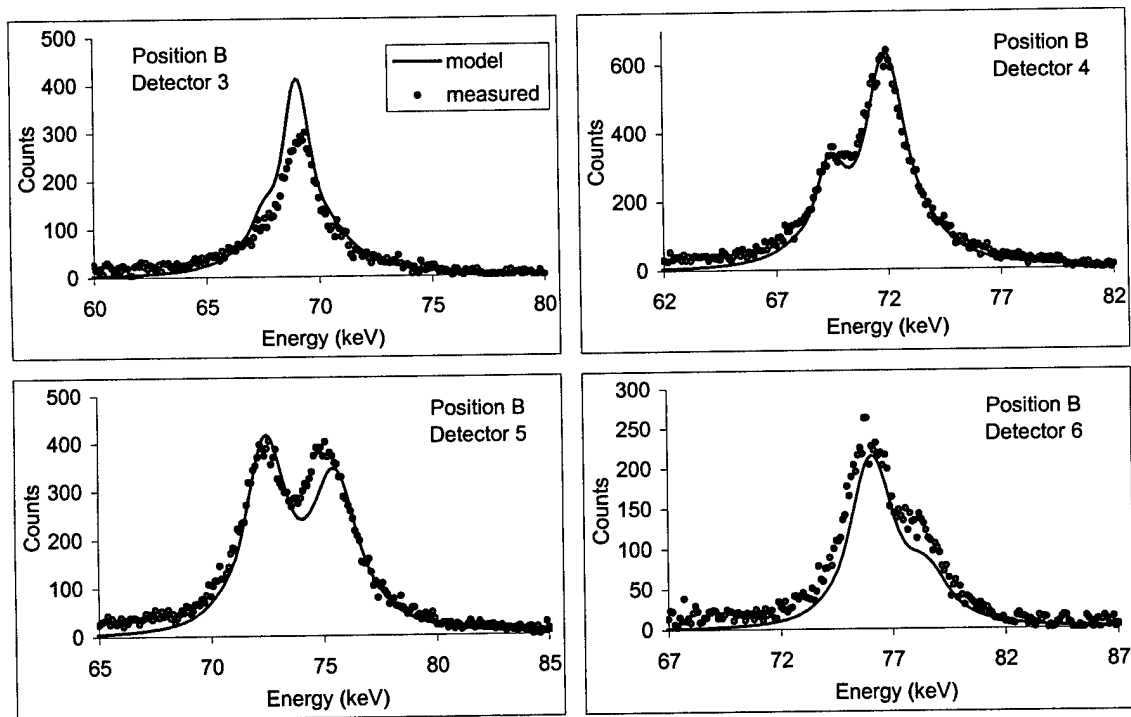 500
400
300
200
100
0
Counts
Position B
Detector 3
model
measured
60
65
70
75
80
Energy (keV)
600
400
200
0
Counts
Position B
Detector 4
62
67
72
77
82
Energy (keV)
500
400
300
200
100
0
Counts
Position B
Detector 5
65
70
75
80
85
Energy (keV)
300
250
200
150
100
50
0
Counts
Position B
Detector 6
67
72
77
82
87
Energy (keV)